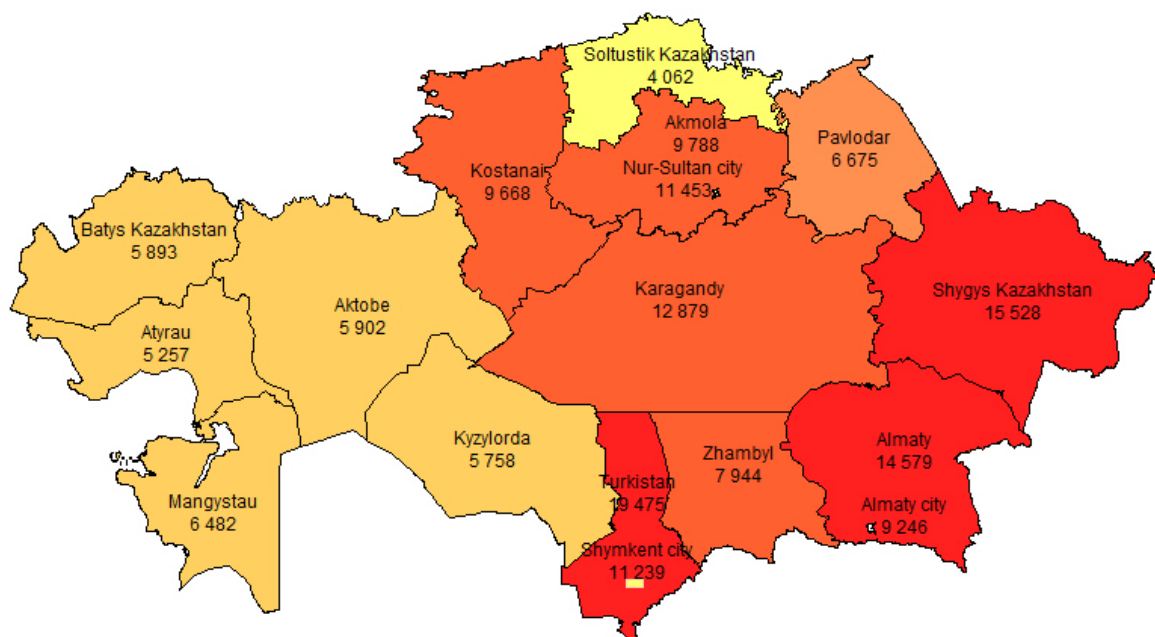 Soltustik Kazakhstan
4 062
Akmola
9 788
Pavlodar
6 675
Kostanai
9 668
Nur-Sultan city
11 453
Batys Kazakhstan
5 893
Aktobe
5 902
Karagandy
12 879
Shygys Kazakhstan
15 528
Atyrau
5 257
Kyzylorda
5 758
Almaty
14 579
Zhambyl
7 944
Turkistan
19 475
Mangystau
6 482
Almaty city
9 246
Shymkent city
11 239